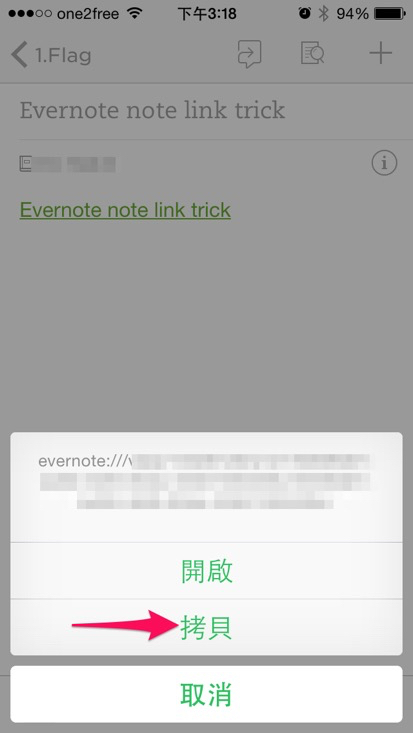 one2free 下午3:18 94%
1.Flag
Evernote note link trick
Evernote note link trick
evernote:///
開啟
拷貝
取消